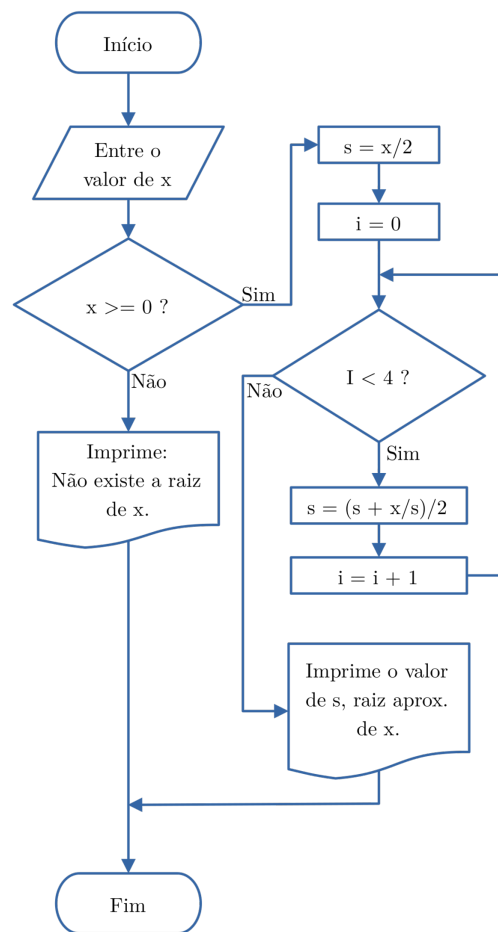 Início
Entre o
valor de x
x >= 0 ?
Sim
Não
Imprime:
Não existe a raiz
de x.
s = x/2
i = 0
I < 4 ?
Não
Sim
s = (s + x/s)/2
i = i + 1
Imprime o valor
de s, raiz aprox.
de x.
Fim